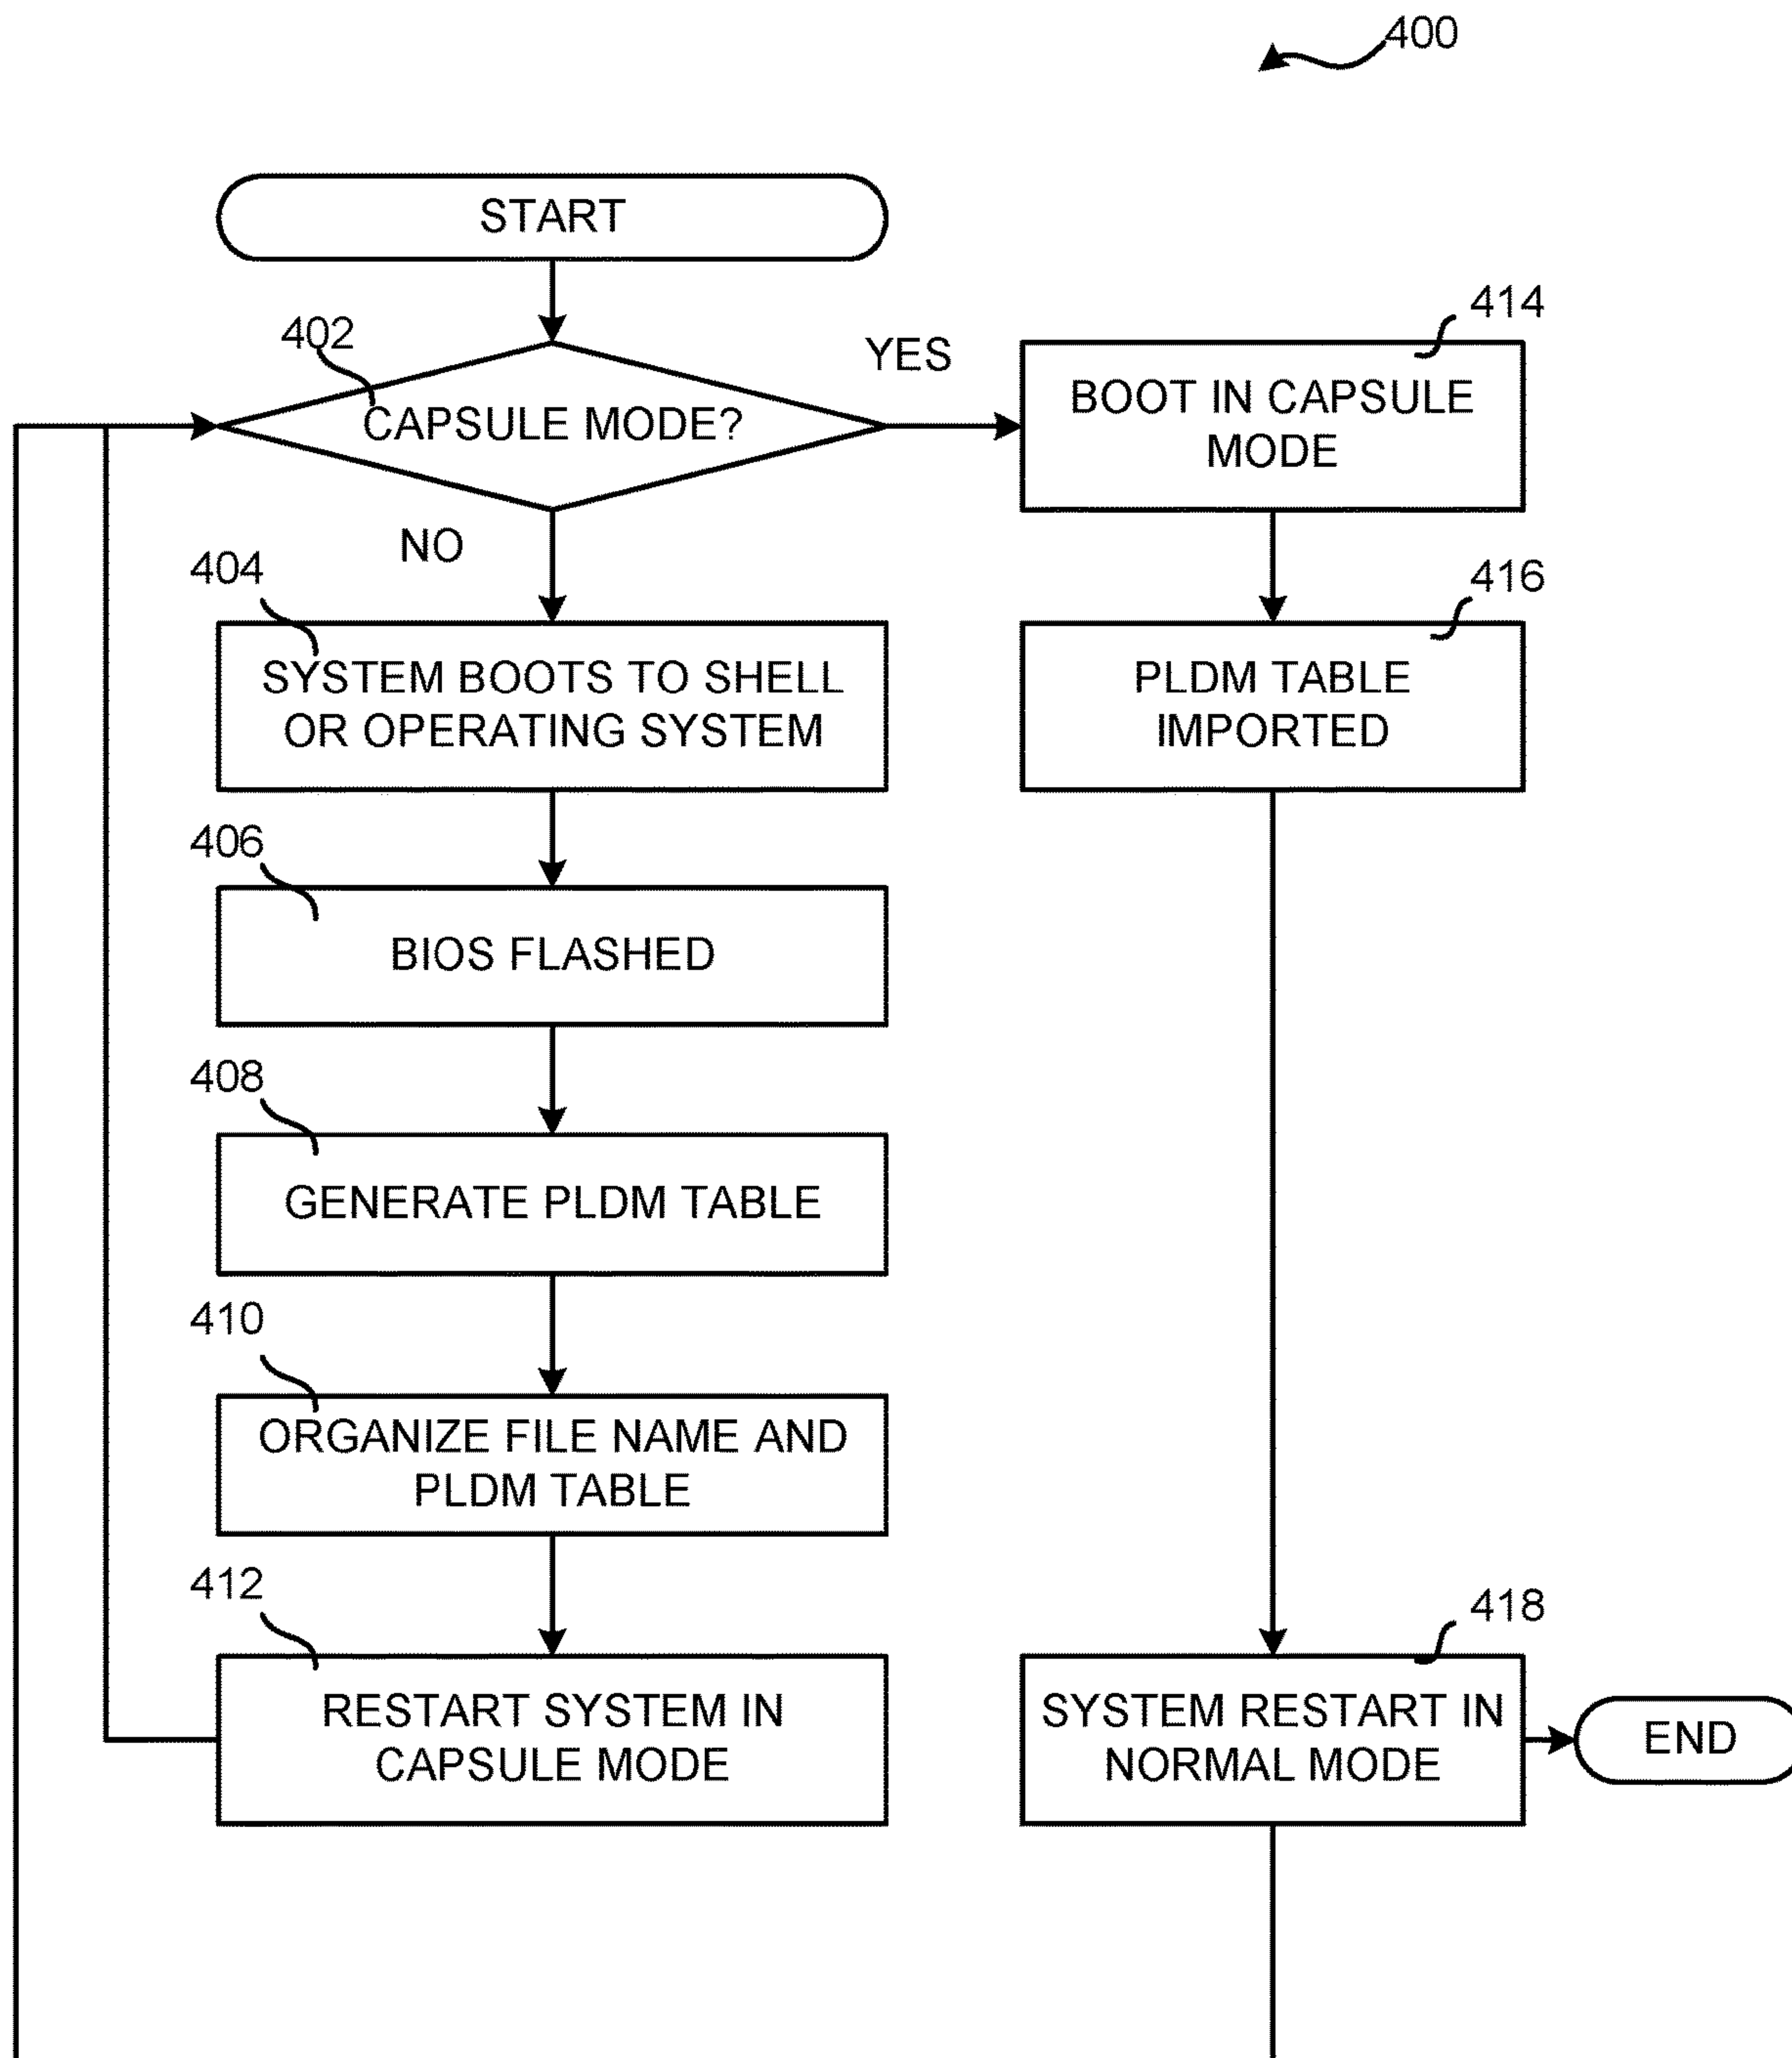 400
START
402
CAPSULE MODE?
YES
NO
414
BOOT IN CAPSULE
MODE
404
SYSTEM BOOTS TO SHELL
OR OPERATING SYSTEM
416
PLDM TABLE
IMPORTED
406
BIOS FLASHED
408
GENERATE PLDM TABLE
410
ORGANIZE FILE NAME AND
PLDM TABLE
412
RESTART SYSTEM IN
CAPSULE MODE
418
SYSTEM RESTART IN
NORMAL MODE
END